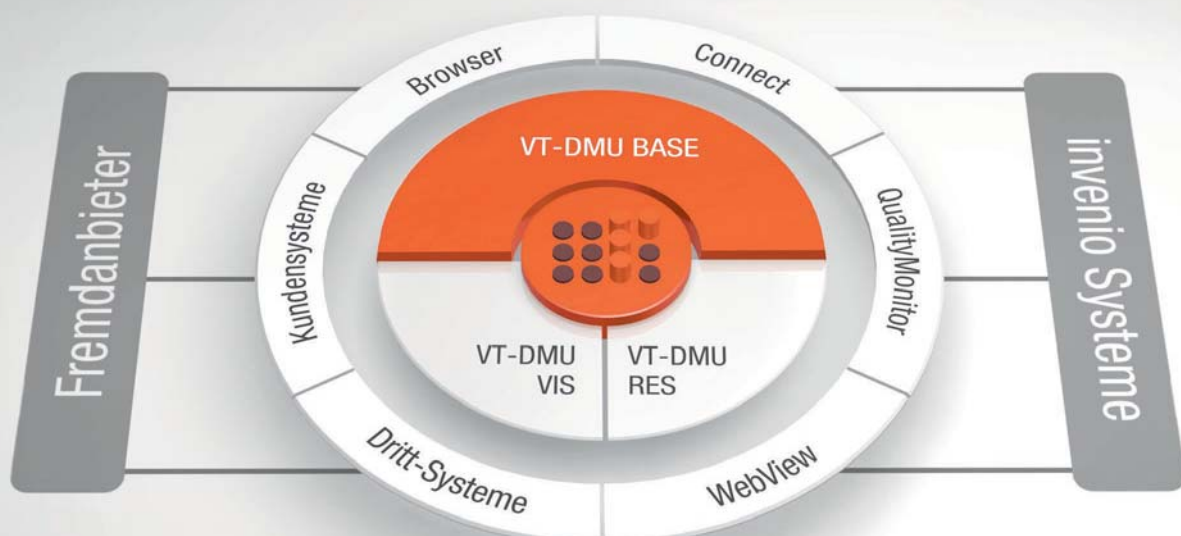 Fremdanbieter
Browser
Connect
Kundensysteme
QualityMonitor
Dritt-Systeme
WebView
VT-DMU BASE
VT-DMU
VIS
VT-DMU
RES
invenio Systeme